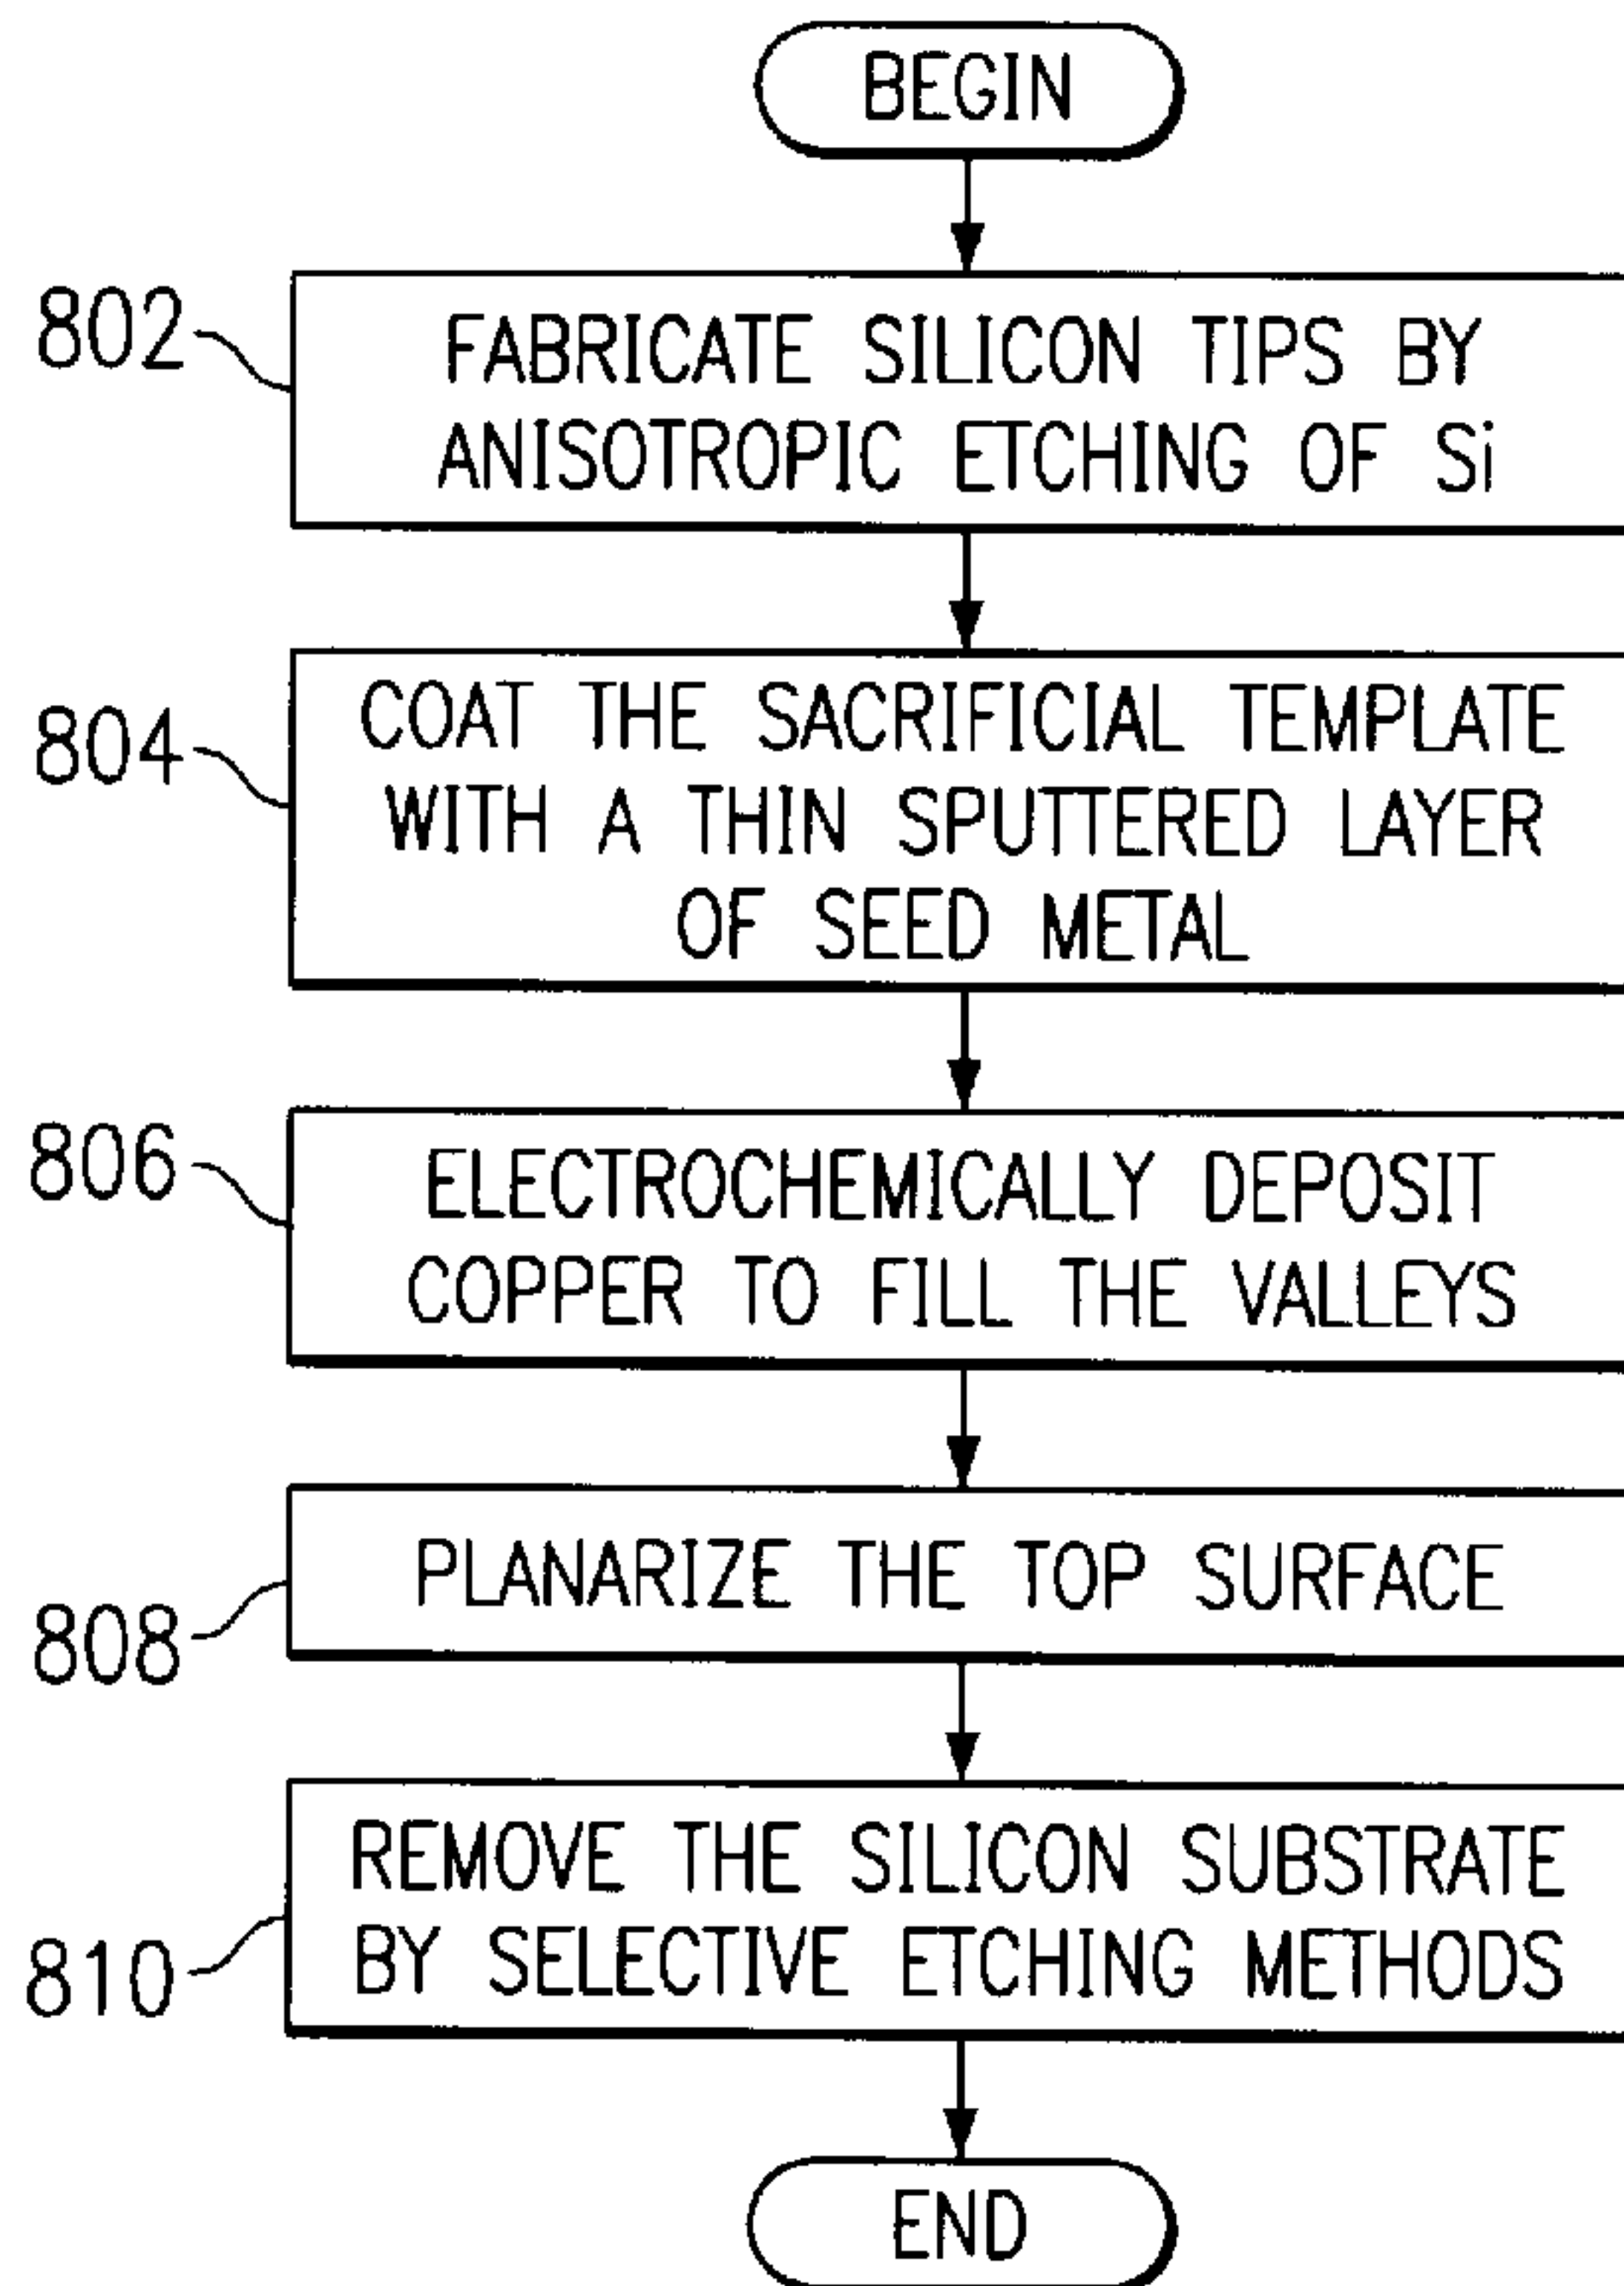 BEGIN
802
FABRICATE SILICON TIPS BY
ANISOTROPIC ETCHING OF Si
804
COAT THE SACRIFICIAL TEMPLATE
WITH A THIN SPUTTERED LAYER
OF SEED METAL
806
ELECTROCHEMICALLY DEPOSIT
COPPER TO FILL THE VALLEYS
808
PLANARIZE THE TOP SURFACE
810
REMOVE THE SILICON SUBSTRATE
BY SELECTIVE ETCHING METHODS
END